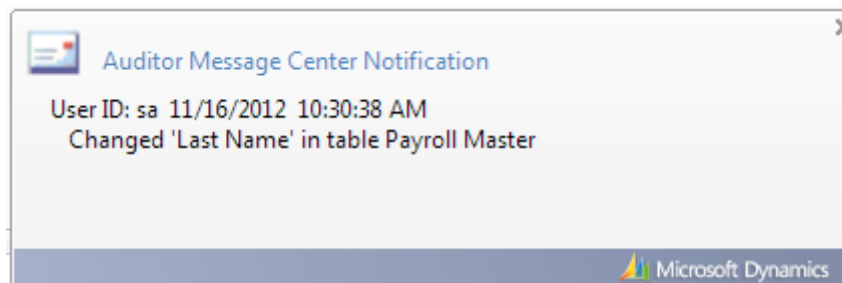 Auditor Message Center Notification
User ID: sa 11/16/2012 10:30:38 AM
Changed 'Last Name' in table Payroll Master
Microsoft Dynamics